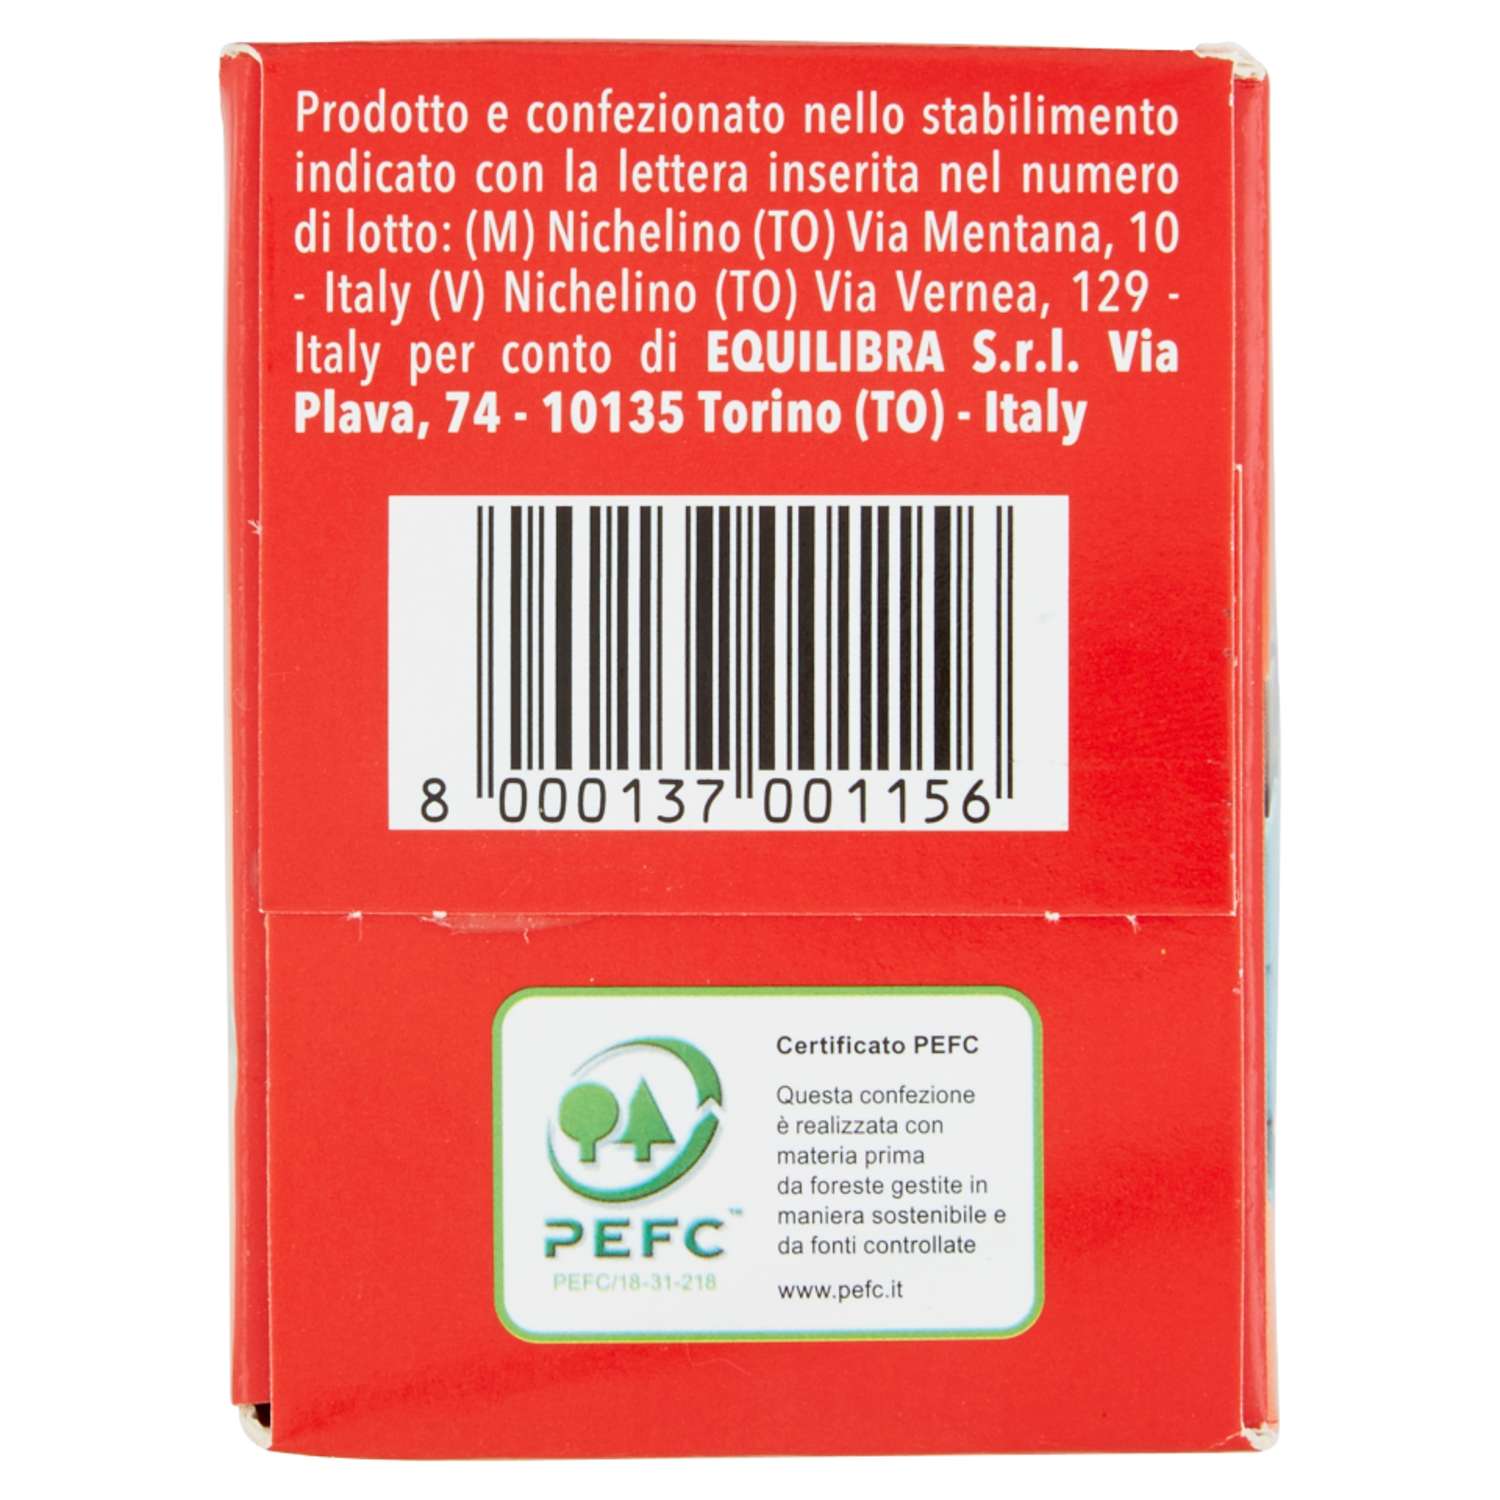 Prodotto e confezionato nello stabilimento
indicato con la lettera inserita nel numero
di lotto: (M) Nichelino (TO) Via Mentana, 10
- Italy (V) Nichelino (TO) Via Vernea, 129 -
Italy per conto di EQUILIBRA S.r.l. Via
Plava, 74 - 10135 Torino (TO) - Italy
8 000137 001156
Certificato PEFC
Questa confezione
è realizzata con
materia prima
da foreste gestite in
maniera sostenibile e
da fonti controllate
www.pefc.it
PEFC™
PEFC/18-31-218